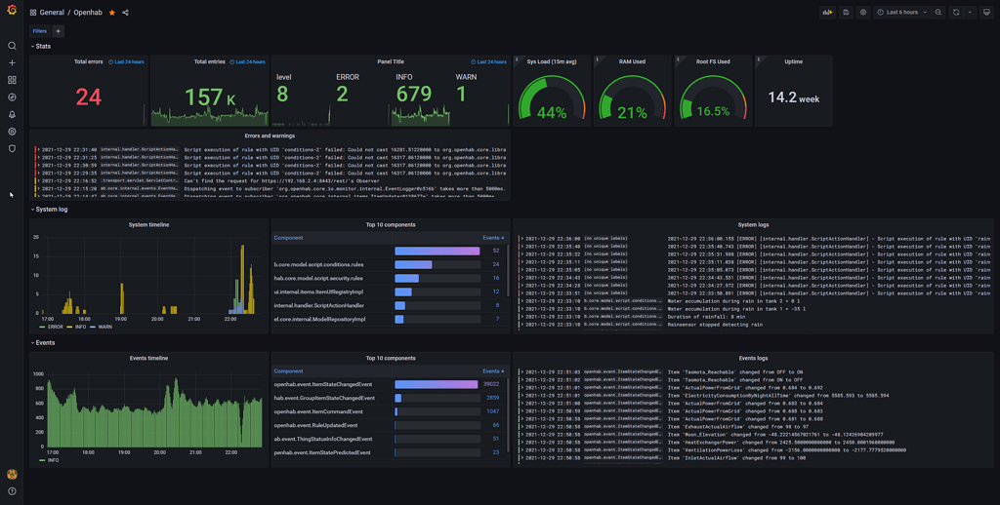 General / Openhab
Last 6 hours
Filters
Stats
Total errors
Last 24 hours
24
Total entries
Last 24 hours
157 K
Panel Title
Last 24 hours
level
8
ERROR
2
INFO
679
WARN
1
Sys Load (15m avg)
44%
RAM Used
21%
Root FS Used
16.5%
Uptime
14.2 week
Errors and warnings
2021-12-29 22:31:40 internal.handler.ScriptActionHa… Script execution of rule with UID 'conditions-2' failed: Could not cast 16281.51220000 to org.openhab.core.libra
2021-12-29 22:31:25 internal.handler.ScriptActionHa… Script execution of rule with UID 'conditions-2' failed: Could not cast 16317.06120000 to org.openhab.core.libra
2021-12-29 22:30:59 internal.handler.ScriptActionHa… Script execution of rule with UID 'conditions-2' failed: Could not cast 16317.06120000 to org.openhab.core.libra
2021-12-29 22:29:35 internal.handler.ScriptActionHa… Script execution of rule with UID 'conditions-2' failed: Could not cast 16317.06120000 to org.openhab.core.libra
2021-12-29 22:16:52 .transport.servlet.ServletContr… Can't find the request for https://192.168.2.4:8443/rest/'s Observer
2021-12-29 22:15:20 ab.core.internal.events.EventHa… Dispatching event to subscriber 'org.openhab.core.io.monitor.internal.EventLogger@c516b' takes more than 5000ms.
System log
System timeline
20
15
10
5
0
17:00 18:00 19:00 20:00 21:00 22:00
ERROR INFO WARN
Top 10 components
Component Events
52
b.core.model.script.conditions.rules 24
hab.core.model.script.security.rules 16
ui.internal.items.ItemUIRegistryImpl 12
internal.handler.ScriptActionHandler 8
el.core.internal.ModelRepositoryImpl 7
System logs
2021-12-29 22:36:00 (no unique labels) 2021-12-29 22:36:00.155 [ERROR] [internal.handler.ScriptActionHandler] - Script execution of rule with UID 'rain
2021-12-29 22:35:40 (no unique labels) 2021-12-29 22:35:40.743 [ERROR] [internal.handler.ScriptActionHandler] - Script execution of rule with UID 'rain
2021-12-29 22:35:32 (no unique labels) 2021-12-29 22:35:31.988 [ERROR] [internal.handler.ScriptActionHandler] - Script execution of rule with UID 'rain
2021-12-29 22:35:11 (no unique labels) 2021-12-29 22:35:11.030 [ERROR] [internal.handler.ScriptActionHandler] - Script execution of rule with UID 'rain
2021-12-29 22:35:05 (no unique labels) 2021-12-29 22:35:05.073 [ERROR] [internal.handler.ScriptActionHandler] - Script execution of rule with UID 'rain
2021-12-29 22:34:43 (no unique labels) 2021-12-29 22:34:43.531 [ERROR] [internal.handler.ScriptActionHandler] - Script execution of rule with UID 'rain
2021-12-29 22:34:28 (no unique labels) 2021-12-29 22:34:27.972 [ERROR] [internal.handler.ScriptActionHandler] - Script execution of rule with UID 'rain
2021-12-29 22:33:51 (no unique labels) 2021-12-29 22:33:50.891 [ERROR] [internal.handler.ScriptActionHandler] - Script execution of rule with UID 'rain
2021-12-29 22:33:10 b.core.model.script.conditions.… Water accumulation during rain in tank 2 = 0 l
2021-12-29 22:33:10 b.core.model.script.conditions.… Water accumulation during rain in tank 1 = -35 l
2021-12-29 22:33:10 b.core.model.script.conditions.… Duration of rainfall: 8 min
2021-12-29 22:33:10 b.core.model.script.conditions.… Rainsensor stopped detecting rain
Events
Events timeline
1000
800
600
400
200
0
17:00 18:00 19:00 20:00 21:00 22:00
INFO
Top 10 components
Component Events
openhab.event.ItemStateChangedEvent 39022
hab.event.GroupItemStateChangedEvent 2859
openhab.event.ItemCommandEvent 1047
openhab.event.RuleUpdatedEvent 66
ab.event.ThingStatusInfoChangedEvent 51
penhab.event.ItemStatePredictedEvent 23
Events logs
2021-12-29 22:51:03 openhab.event.ItemStateChangedE… Item 'Tasmota_Reachable' changed from OFF to ON
2021-12-29 22:51:02 openhab.event.ItemStateChangedE… Item 'Tasmota_Reachable' changed from ON to OFF
2021-12-29 22:51:01 openhab.event.ItemStateChangedE… Item 'ActualPowerFromGrid' changed from 0.684 to 0.692
2021-12-29 22:51:01 openhab.event.ItemStateChangedE… Item 'ElectricityConsumptionByNightAllTime' changed from 5585.593 to 5585.594
2021-12-29 22:51:00 openhab.event.ItemStateChangedE… Item 'ActualPowerFromGrid' changed from 0.683 to 0.684
2021-12-29 22:50:59 openhab.event.ItemStateChangedE… Item 'ActualPowerFromGrid' changed from 0.680 to 0.683
2021-12-29 22:50:58 openhab.event.ItemStateChangedE… Item 'ActualPowerFromGrid' changed from 0.681 to 0.680
2021-12-29 22:50:58 openhab.event.ItemStateChangedE… Item 'ExhaustActualAirflow' changed from 98 to 97
2021-12-29 22:50:58 openhab.event.ItemStateChangedE… Item 'Moon_Elevation' changed from -48.22214567021761 to -48.12426904209977
2021-12-29 22:50:58 openhab.event.ItemStateChangedE… Item 'HeatExchangerPower' changed from 2425.5000000000000 to 2450.0001960000000
2021-12-29 22:50:58 openhab.event.ItemStateChangedE… Item 'VentilationPowerLoss' changed from -2156.0000000000000 to -2177.7779520000000
2021-12-29 22:50:58 openhab.event.ItemStateChangedE… Item 'InletActualAirflow' changed from 99 to 100